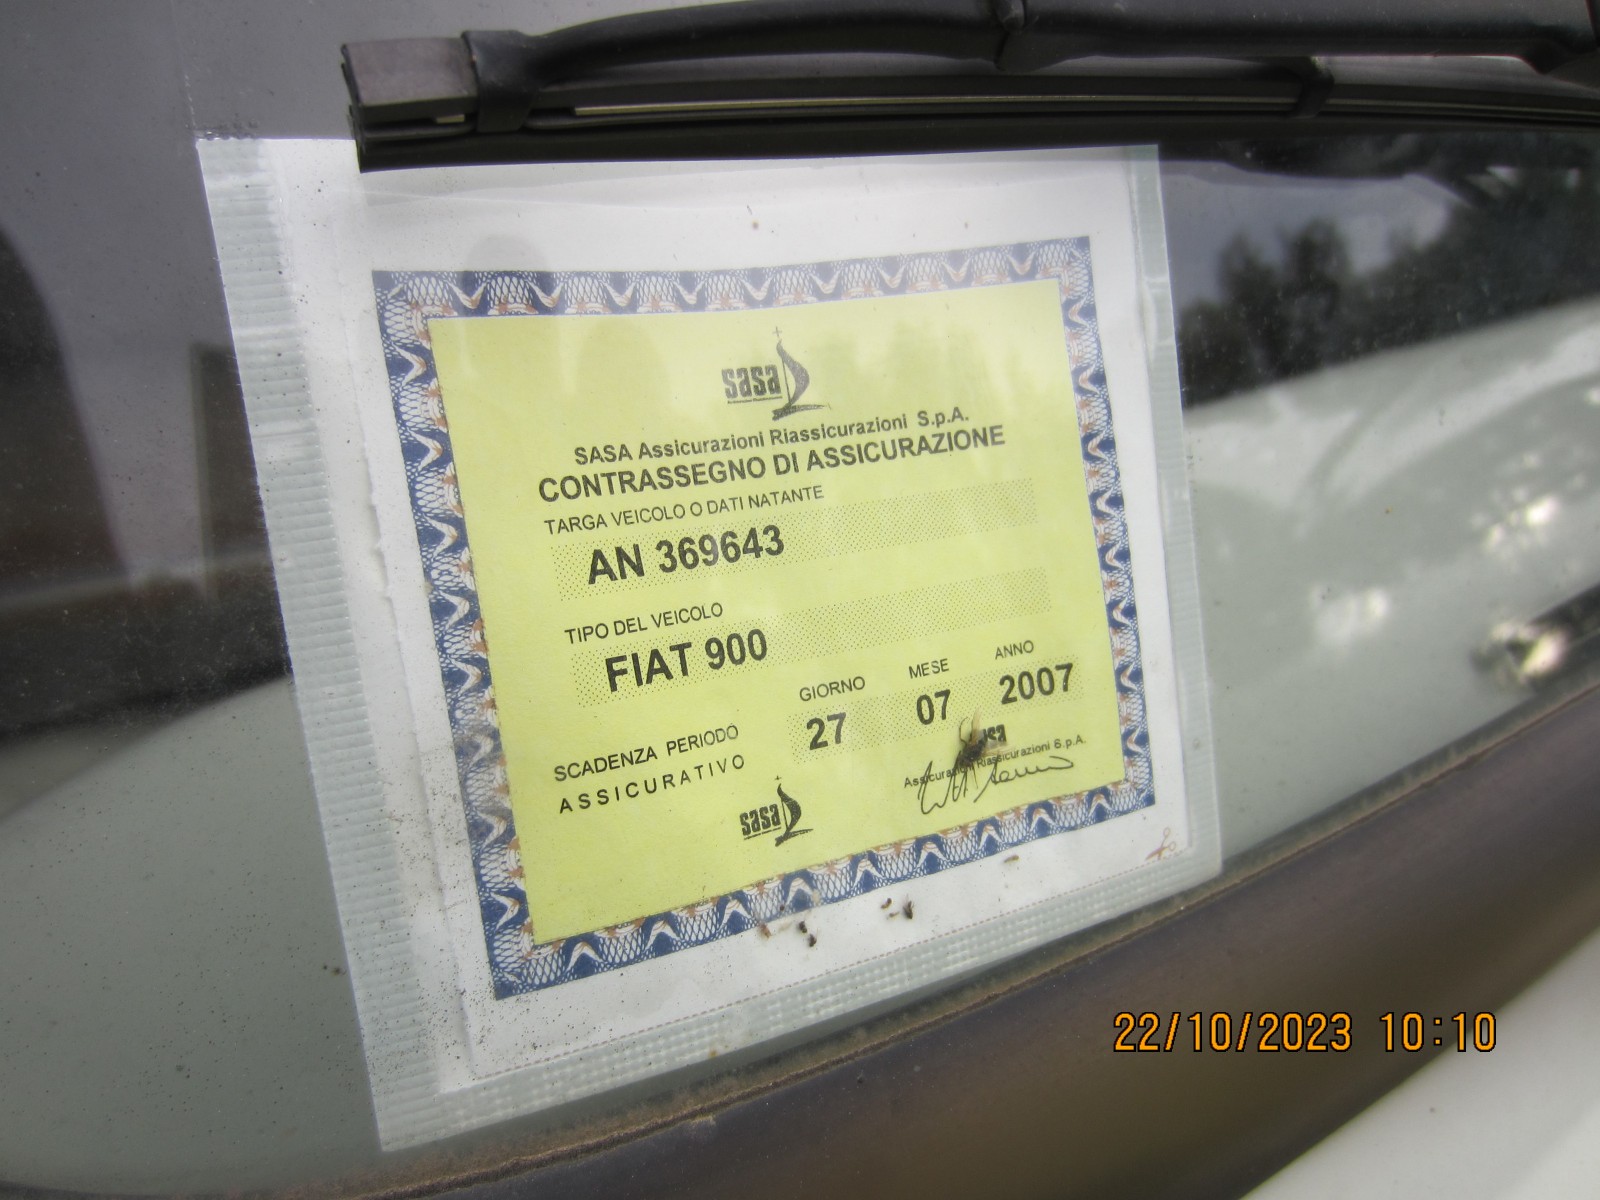 sasa
SASA Assicurazioni Riassicurazioni S.p.A.
CONTRASSEGNO DI ASSICURAZIONE
TARGA VEICOLO O DATI NATANTE
AN 369643
TIPO DEL VEICOLO
FIAT 900
GIORNO MESE ANNO
SCADENZA PERIODO 27 07 2007
ASSICURATIVO
sasa
Assicurazioni Riassicurazioni S.p.A.
sasa
22/10/2023 10:10